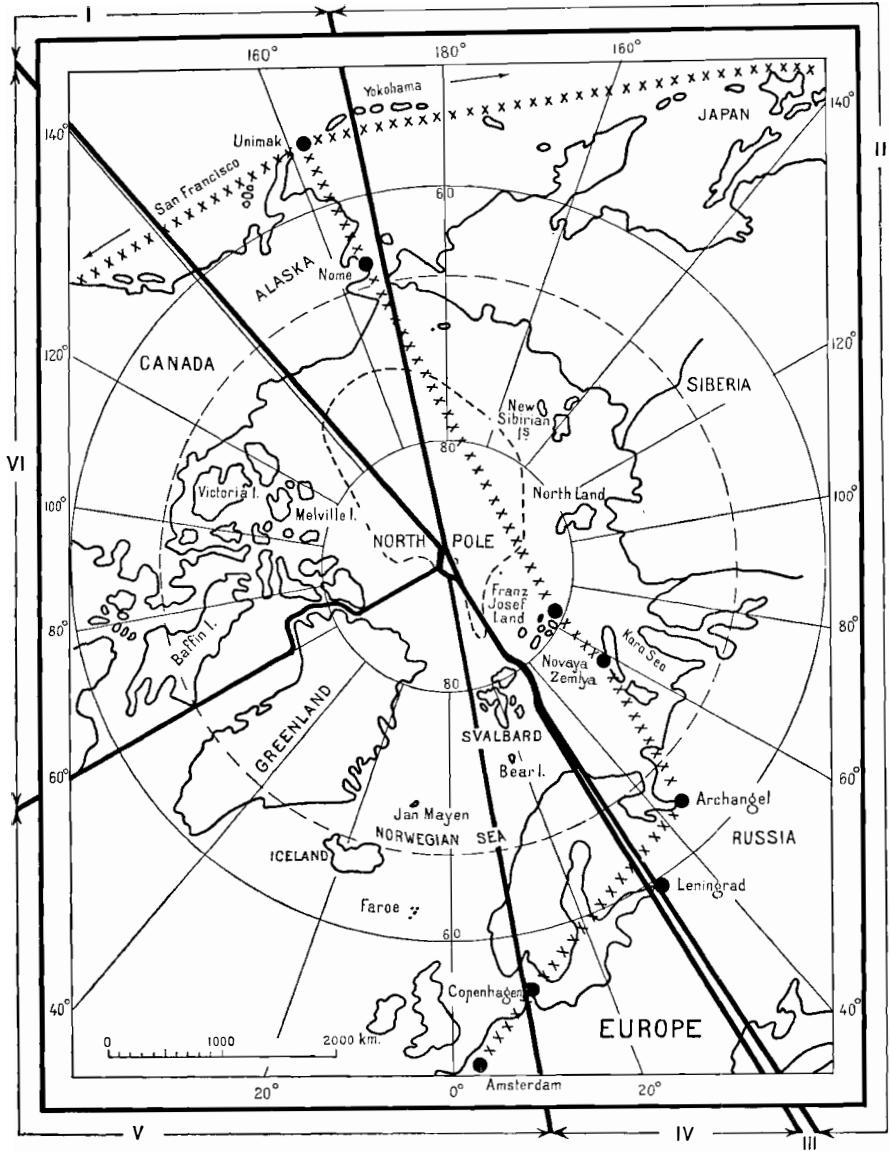 I
160°
180°
160°
Yokohama
140°
JAPAN
140°
Unimak
II
San Francisco
60
ALASKA
Nome
120°
CANADA
120°
SIBERIA
New
Sibirian
Is
80
VI
100°
Victoria I.
Melville I.
North Land
100°
NORTH POLE
Franz
Josef
Land
80°
Baffin I.
Kara Sea
80°
Novaya
Zemlya
80
GREENLAND
SVALBARD
Bear I.
60°
60°
Archangel
Jan Mayen
NORWEGIAN SEA
RUSSIA
ICELAND
Leningrad
Faroe
60
Copenhagen
40°
40°
EUROPE
0 1000 2000 km.
Amsterdam
20°
0°
20°
V
IV
III